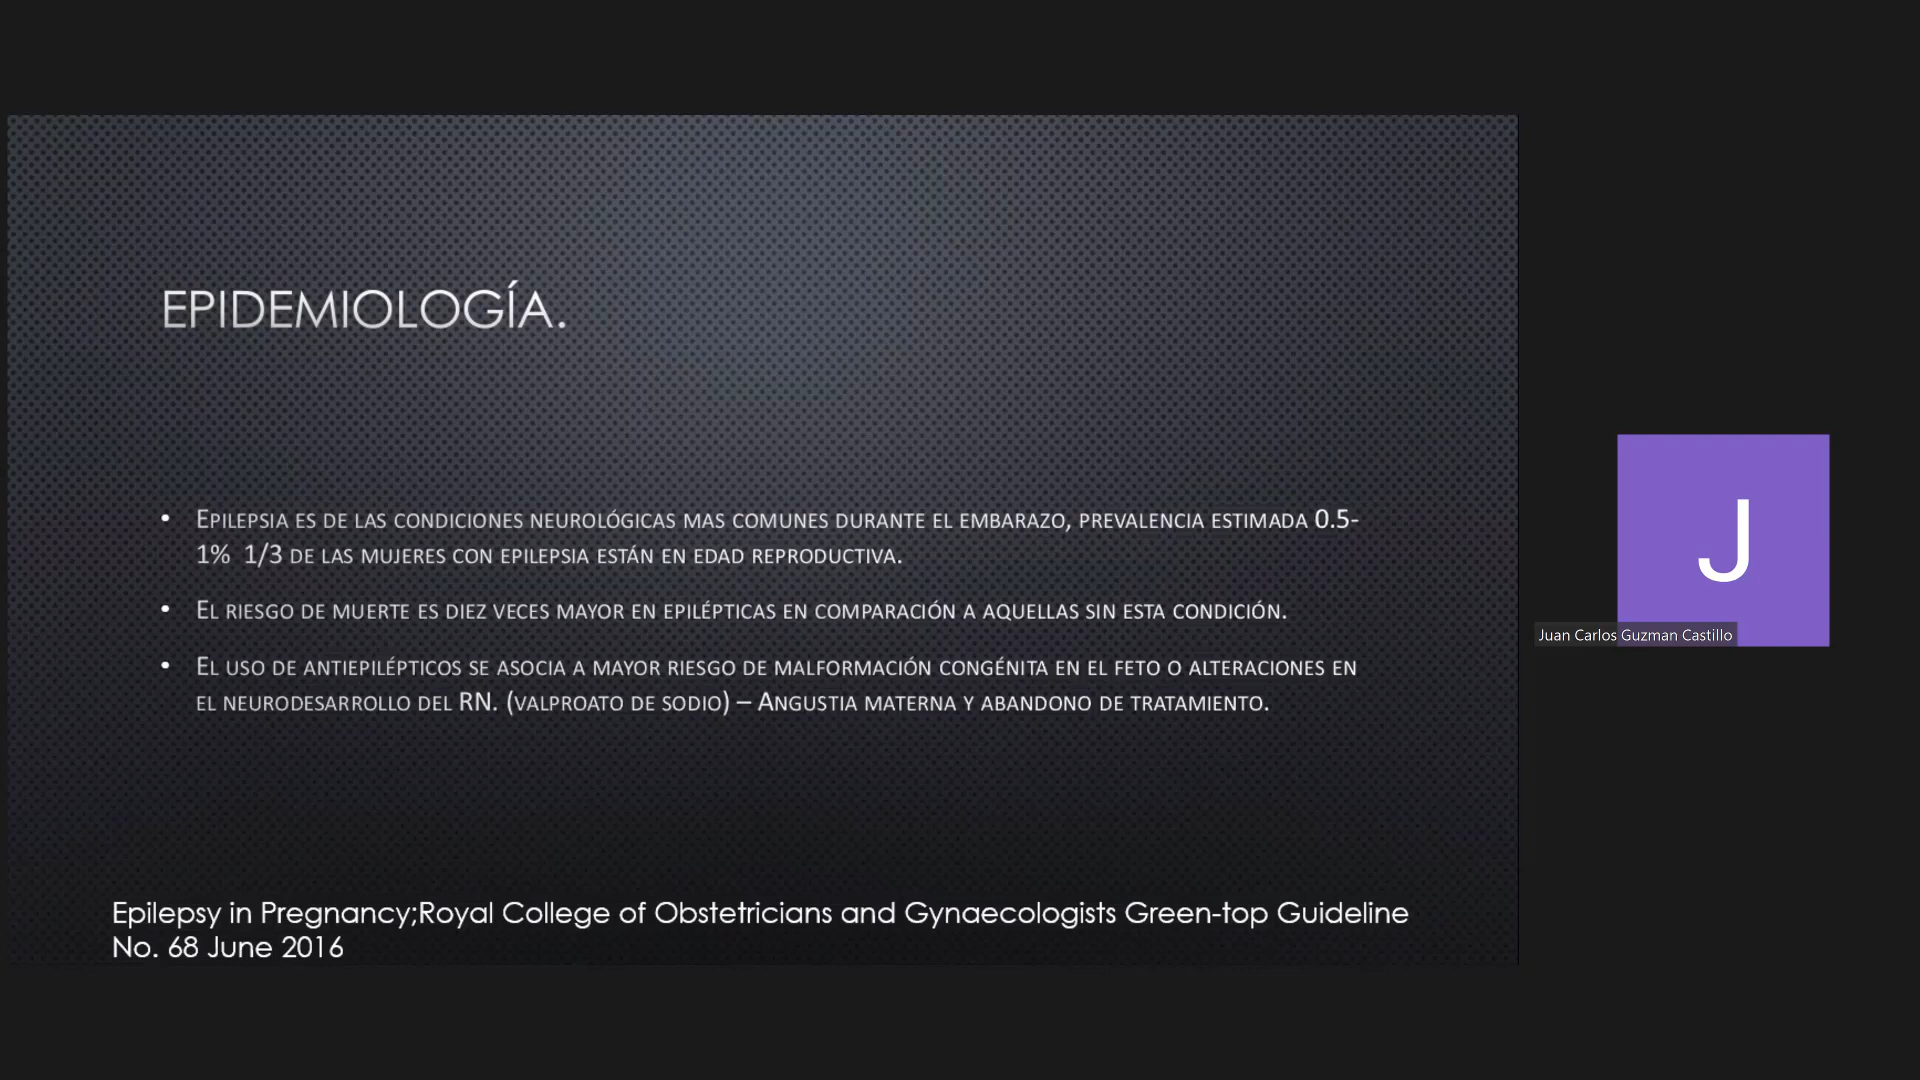 EPIDEMIOLOGÍA.
• Epilepsia es de las condiciones neurológicas mas comunes durante el embarazo, prevalencia estimada 0.5-
1%  1/3 de las mujeres con epilepsia están en edad reproductiva.
• El riesgo de muerte es diez veces mayor en epilépticas en comparación a aquellas sin esta condición.
• El uso de antiepilépticos se asocia a mayor riesgo de malformación congénita en el feto o alteraciones en
el neurodesarrollo del RN. (valproato de sodio) – Angustia materna y abandono de tratamiento.
Epilepsy in Pregnancy;Royal College of Obstetricians and Gynaecologists Green-top Guideline
No. 68 June 2016
J
Juan Carlos Guzman Castillo